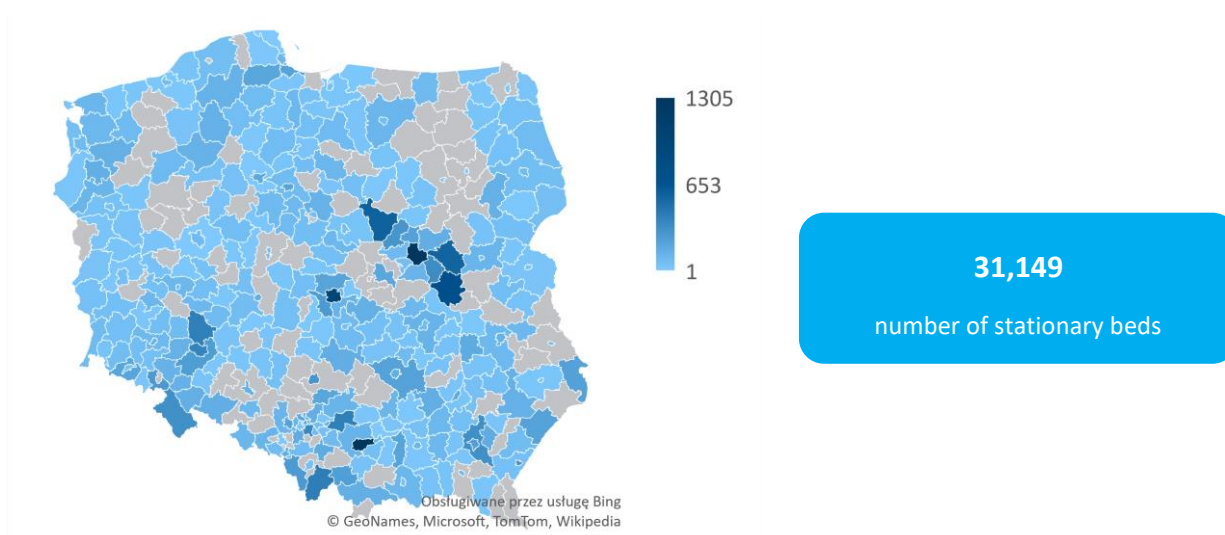 1305
653
1
31,149
number of stationary beds
Obsługiwane przez usługę Bing
© GeoNames, Microsoft, TomTom, Wikipedia